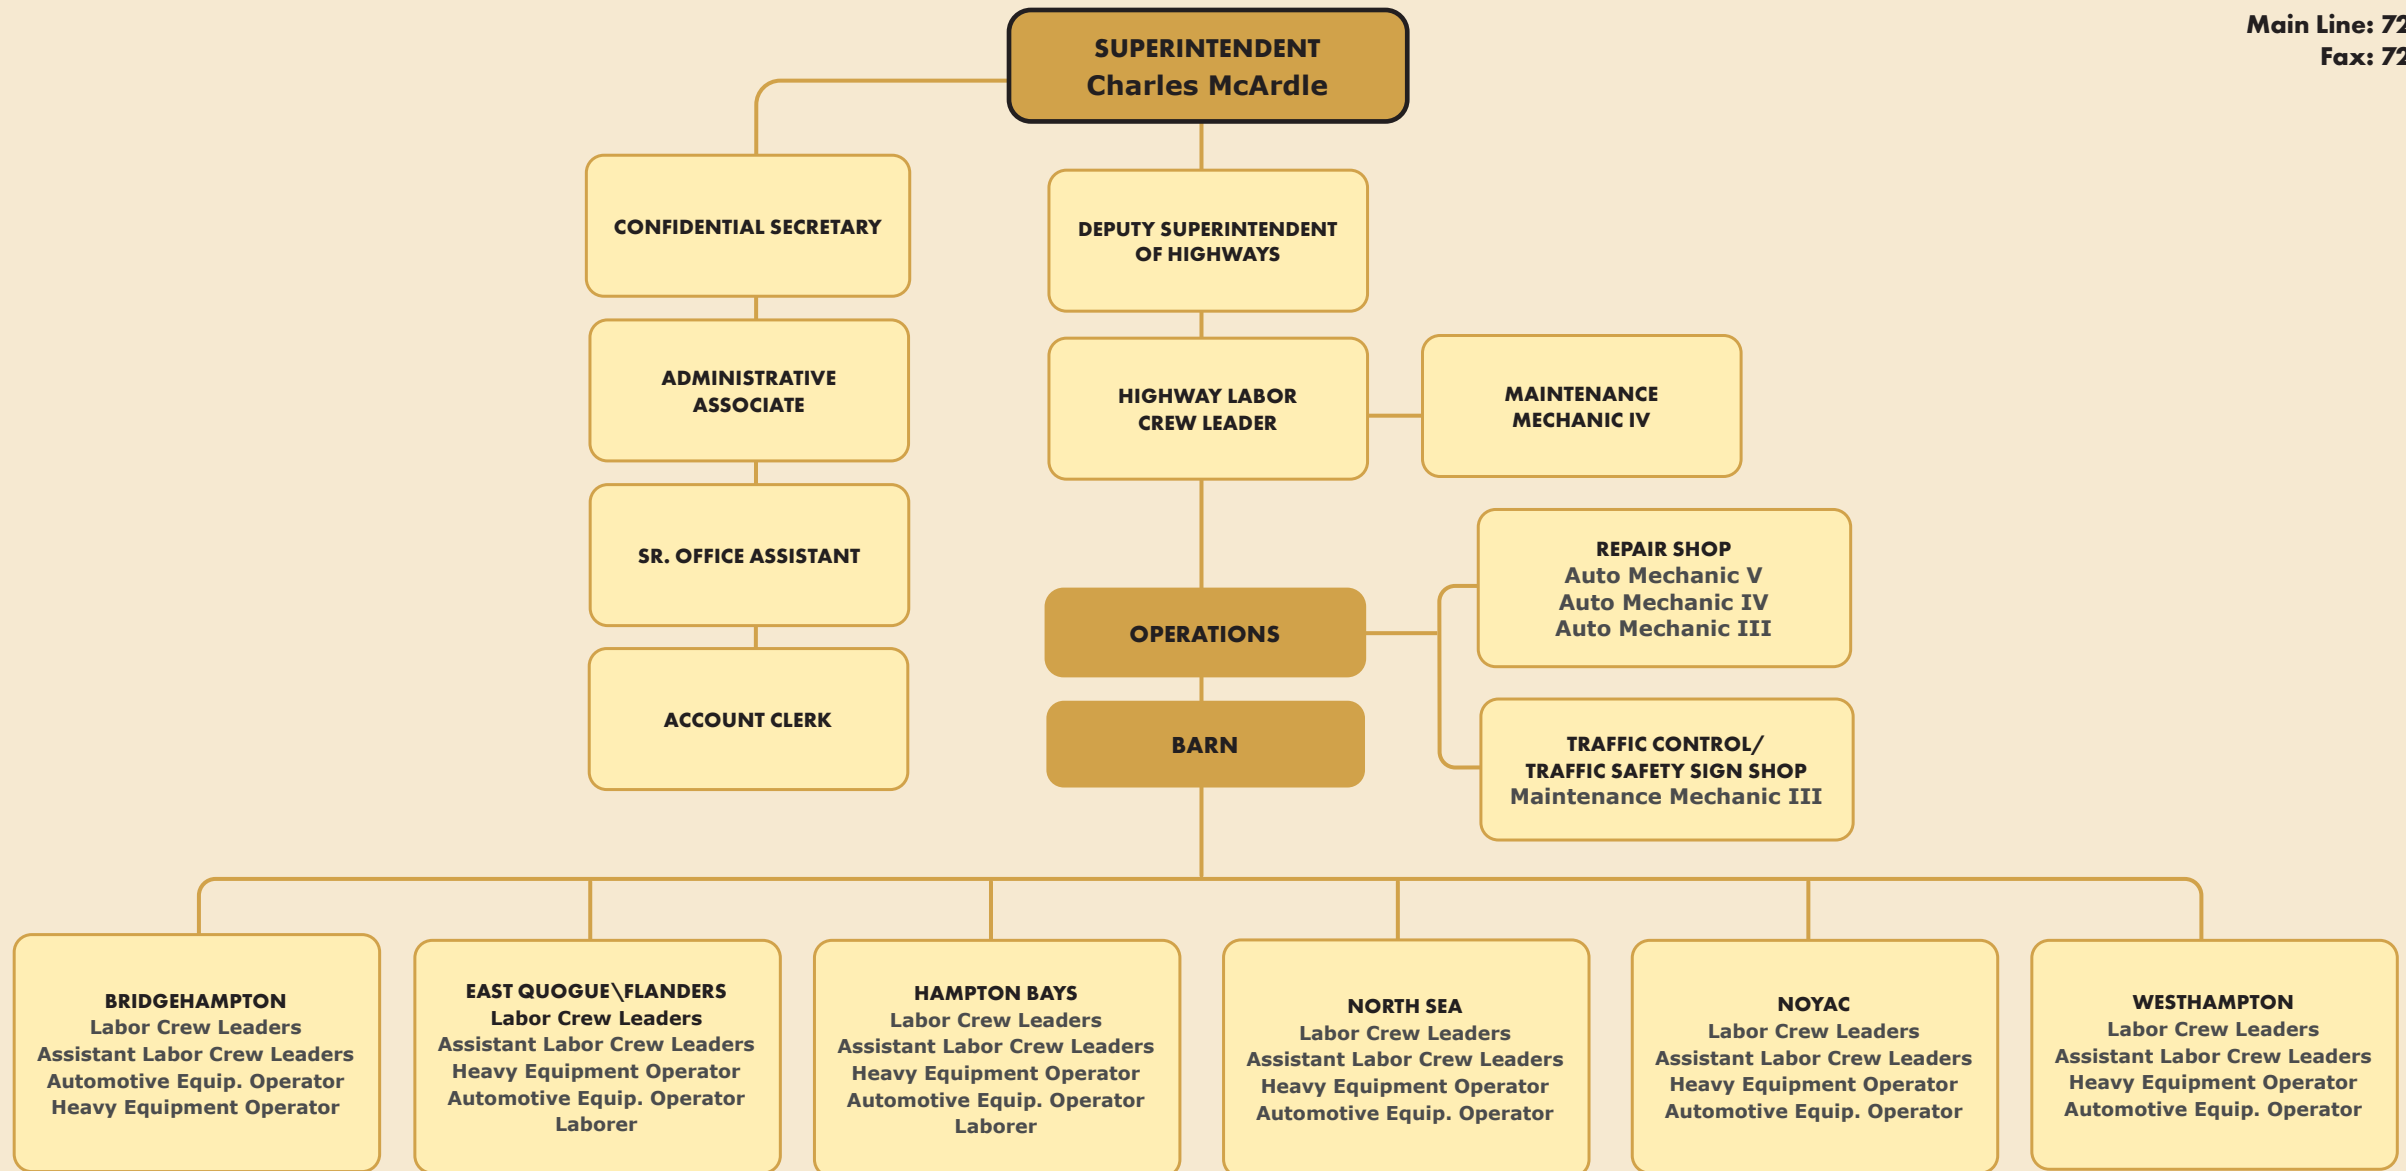 Main Line: 72
Fax: 72
SUPERINTENDENT
Charles McArdle
CONFIDENTIAL SECRETARY
DEPUTY SUPERINTENDENT
OF HIGHWAYS
ADMINISTRATIVE
ASSOCIATE
HIGHWAY LABOR
CREW LEADER
MAINTENANCE
MECHANIC IV
SR. OFFICE ASSISTANT
REPAIR SHOP
Auto Mechanic V
Auto Mechanic IV
Auto Mechanic III
OPERATIONS
ACCOUNT CLERK
BARN
TRAFFIC CONTROL/
TRAFFIC SAFETY SIGN SHOP
Maintenance Mechanic III
BRIDGEHAMPTON
Labor Crew Leaders
Assistant Labor Crew Leaders
Automotive Equip. Operator
Heavy Equipment Operator
EAST QUOGUE\FLANDERS
Labor Crew Leaders
Assistant Labor Crew Leaders
Heavy Equipment Operator
Automotive Equip. Operator
Laborer
HAMPTON BAYS
Labor Crew Leaders
Assistant Labor Crew Leaders
Heavy Equipment Operator
Automotive Equip. Operator
Laborer
NORTH SEA
Labor Crew Leaders
Assistant Labor Crew Leaders
Heavy Equipment Operator
Automotive Equip. Operator
NOYAC
Labor Crew Leaders
Assistant Labor Crew Leaders
Heavy Equipment Operator
Automotive Equip. Operator
WESTHAMPTON
Labor Crew Leaders
Assistant Labor Crew Leaders
Heavy Equipment Operator
Automotive Equip. Operator